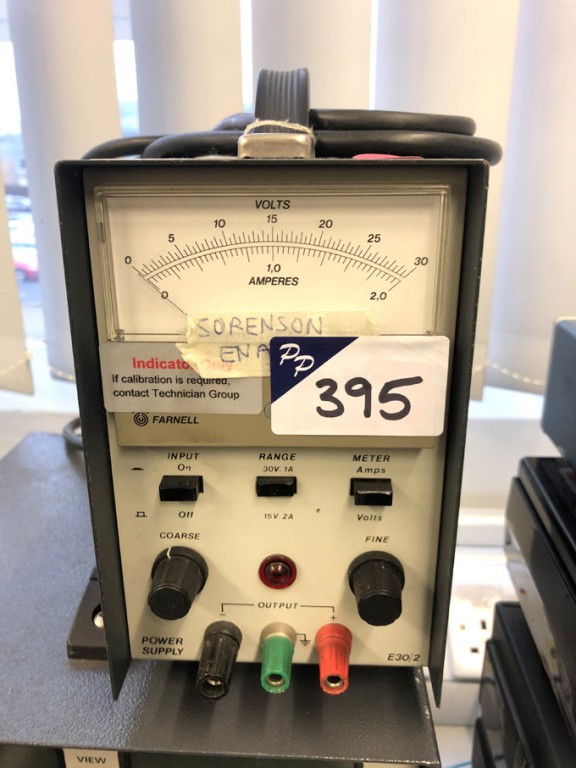 VOLTS
0 5 10 15 20 25 30
0 1,0 2,0
AMPERES
SORENSON
ENA
Indicator Only
If calibration is required,
contact Technician Group
PP
395
FARNELL
INPUT RANGE METER
On 30V. 1A Amps
Off 15V. 2A Volts
COARSE FINE
OUTPUT
− +
POWER
SUPPLY
E30/2
VIEW